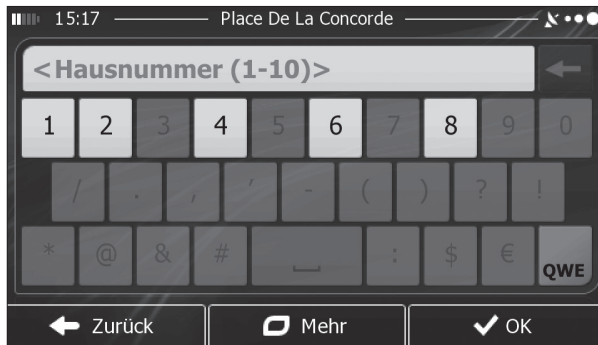 15:17 Place De La Concorde
<Hausnummer (1-10)>
1 2 3 4 5 6 7 8 9 0
/ . , ' - ( ) ? !
* @ & # : $ € QWE
Zurück Mehr OK